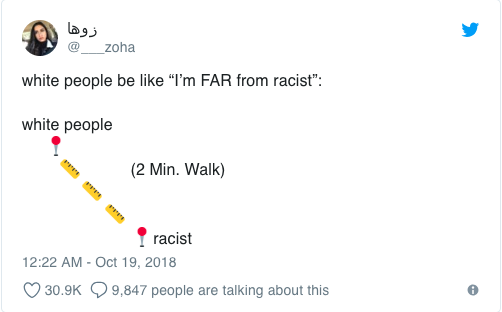 زوها
@___zoha
white people be like “I’m FAR from racist”:
white people
(2 Min. Walk)
racist
12:22 AM - Oct 19, 2018
30.9K 9,847 people are talking about this